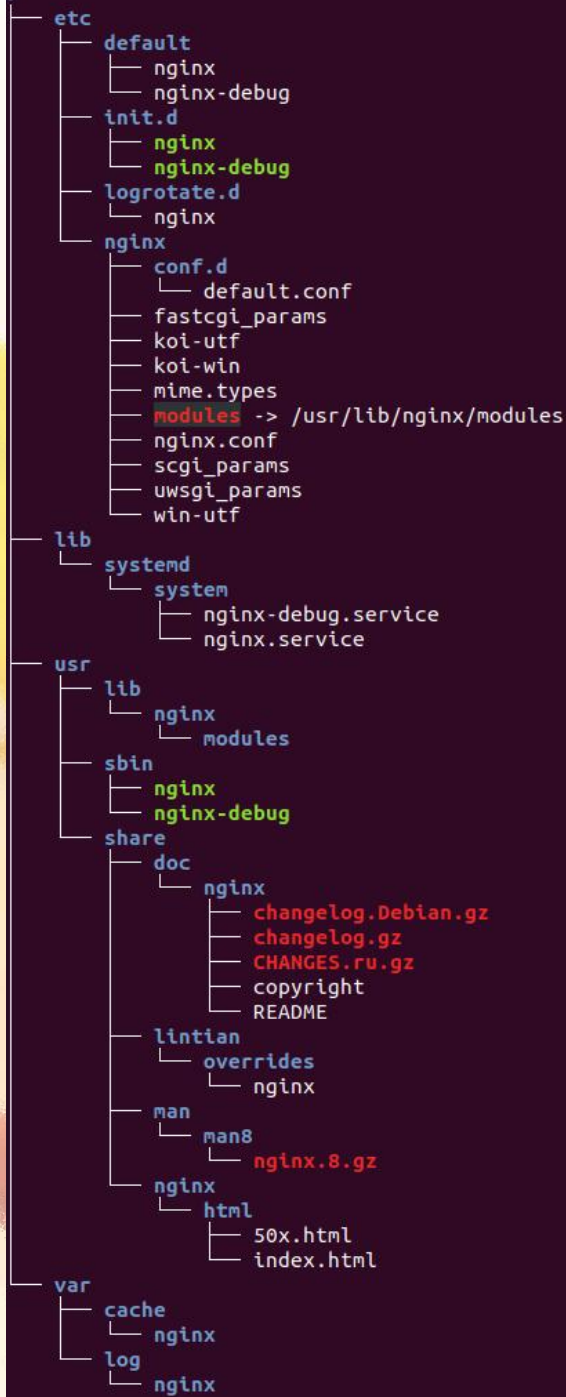 etc
default
nginx
nginx-debug
init.d
nginx
nginx-debug
logrotate.d
nginx
nginx
conf.d
default.conf
fastcgi_params
koi-utf
koi-win
mime.types
modules -> /usr/lib/nginx/modules
nginx.conf
scgi_params
uwsgi_params
win-utf
lib
systemd
system
nginx-debug.service
nginx.service
usr
lib
nginx
modules
sbin
nginx
nginx-debug
share
doc
nginx
changelog.Debian.gz
changelog.gz
CHANGES.ru.gz
copyright
README
lintian
overrides
nginx
man
man8
nginx.8.gz
nginx
html
50x.html
index.html
var
cache
nginx
log
nginx